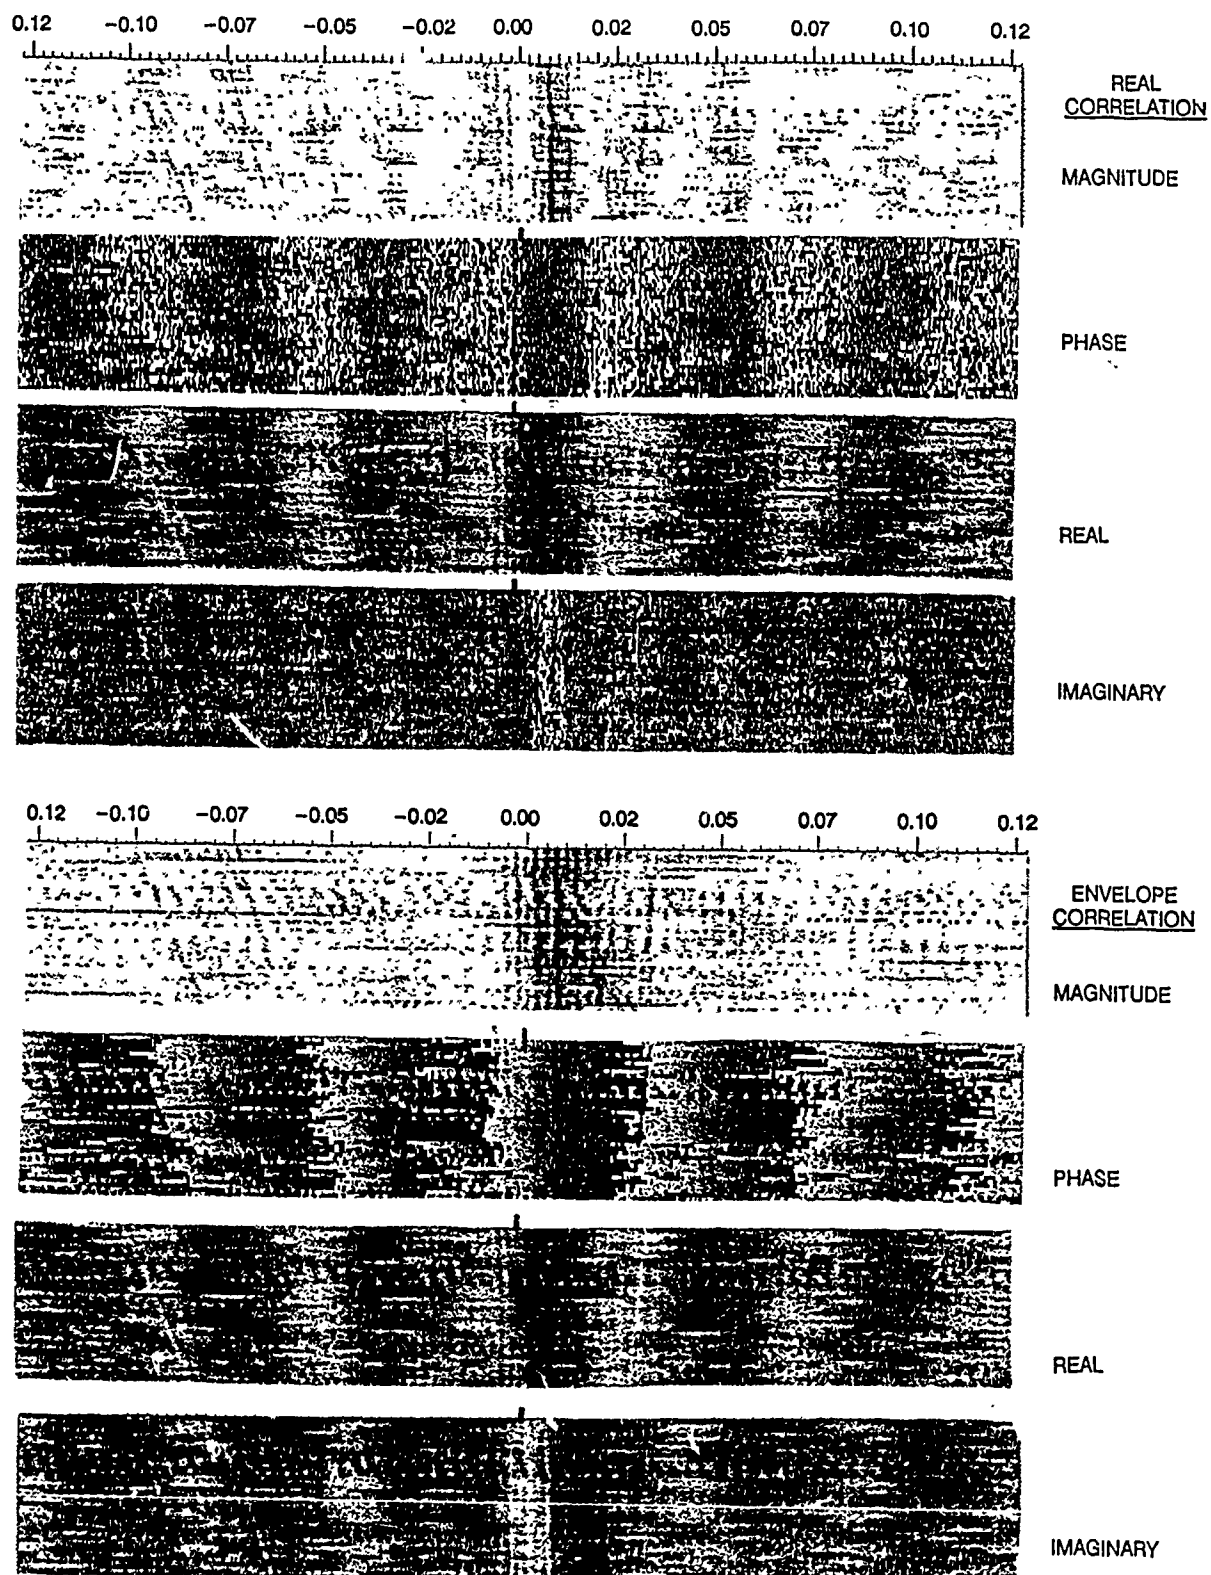 0.12 -0.10 -0.07 -0.05 -0.02 0.00 0.02 0.05 0.07 0.10 0.12
REAL
CORRELATION
MAGNITUDE
PHASE
REAL
IMAGINARY
0.12 -0.10 -0.07 -0.05 -0.02 0.00 0.02 0.05 0.07 0.10 0.12
ENVELOPE
CORRELATION
MAGNITUDE
PHASE
REAL
IMAGINARY